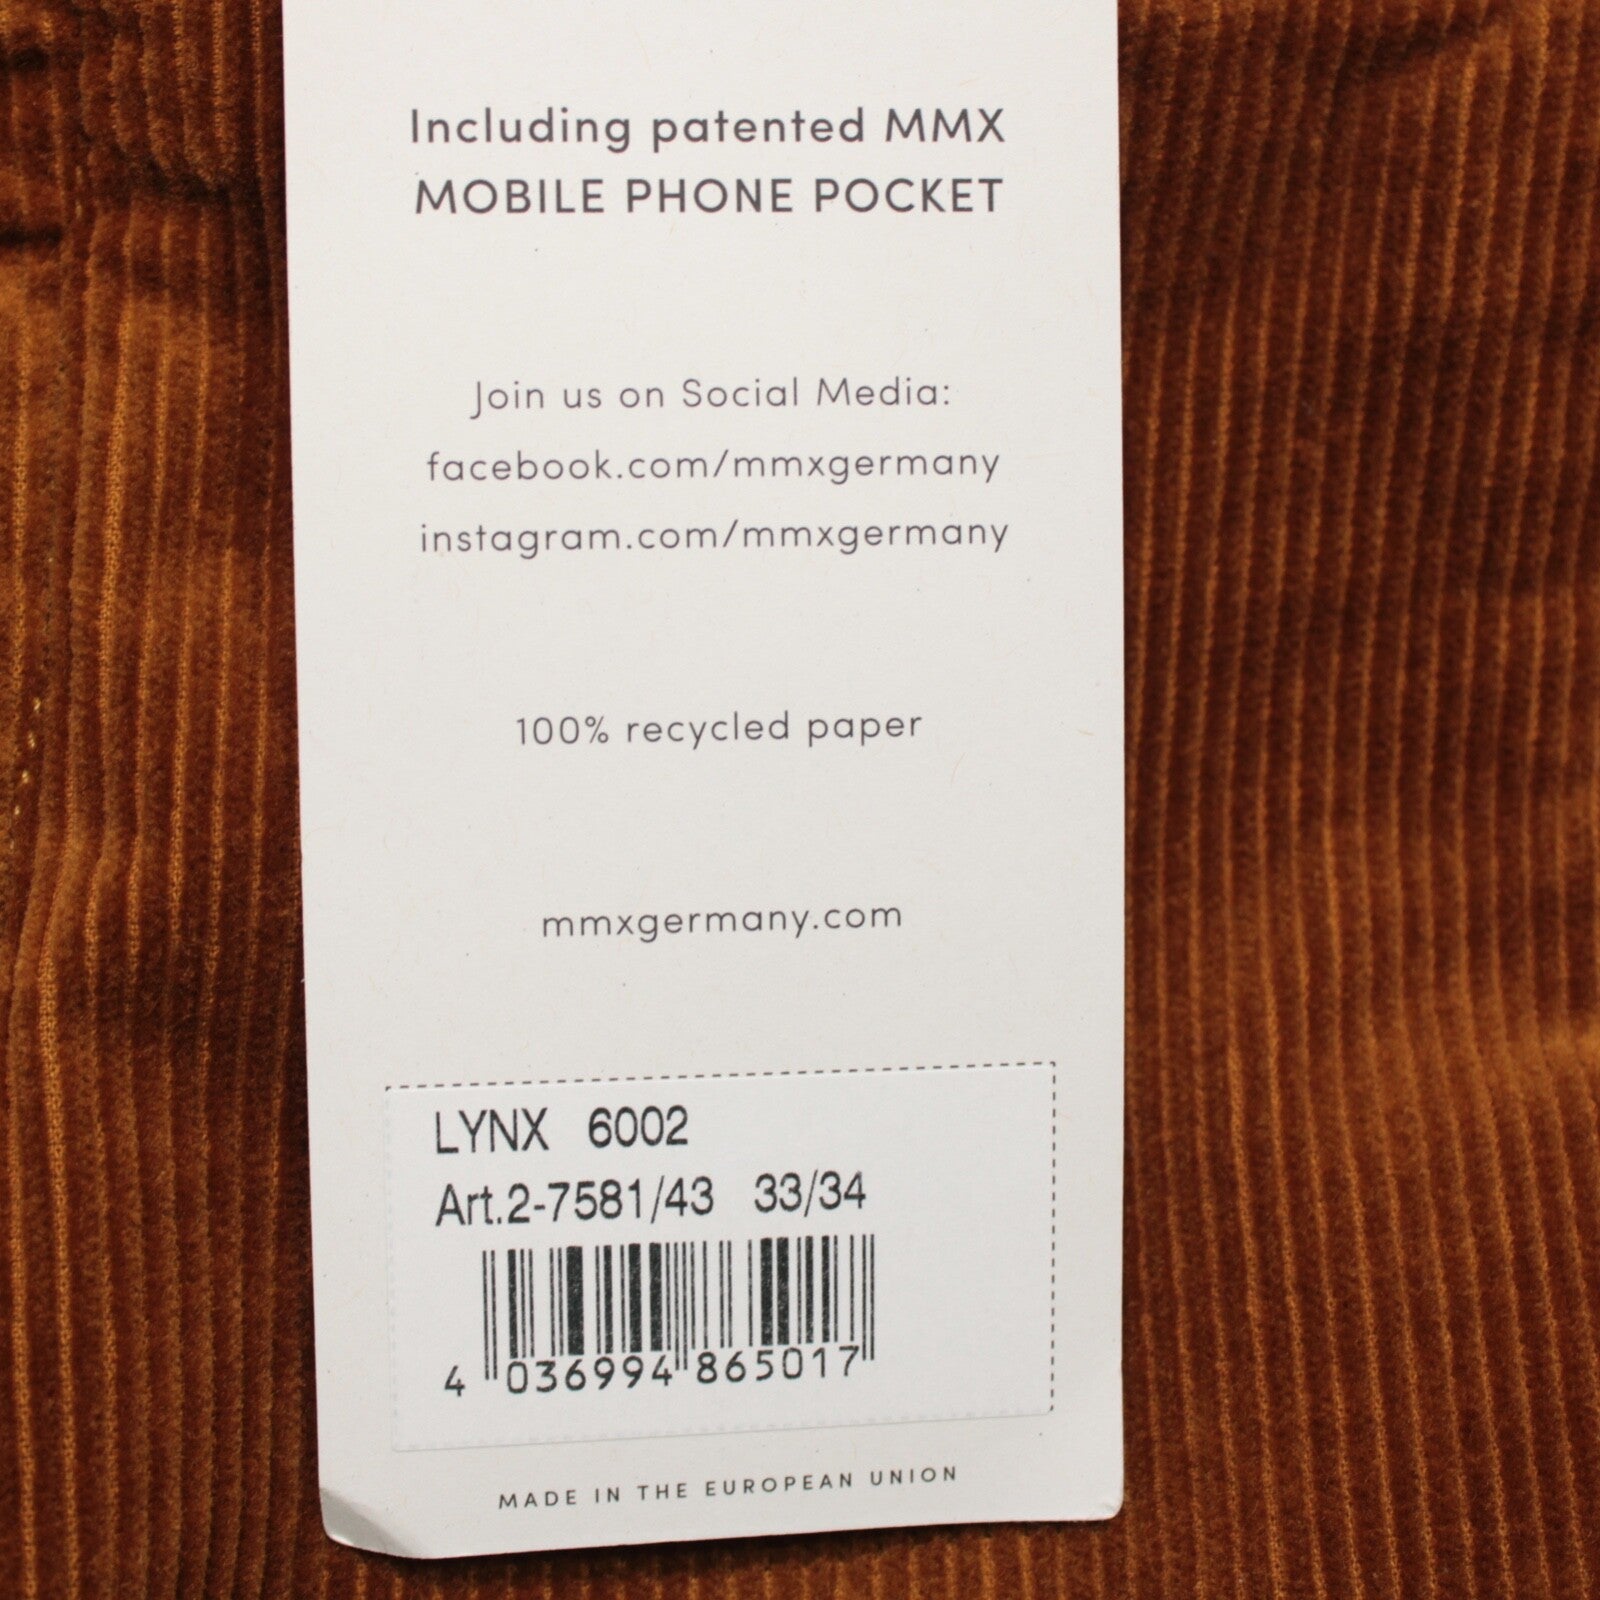 Including patented MMX
MOBILE PHONE POCKET
Join us on Social Media:
facebook.com/mmxgermany
instagram.com/mmxgermany
100% recycled paper
mmxgermany.com
LYNX 6002
Art.2-7581/43 33/34
4 036994 865017
MADE IN THE EUROPEAN UNION